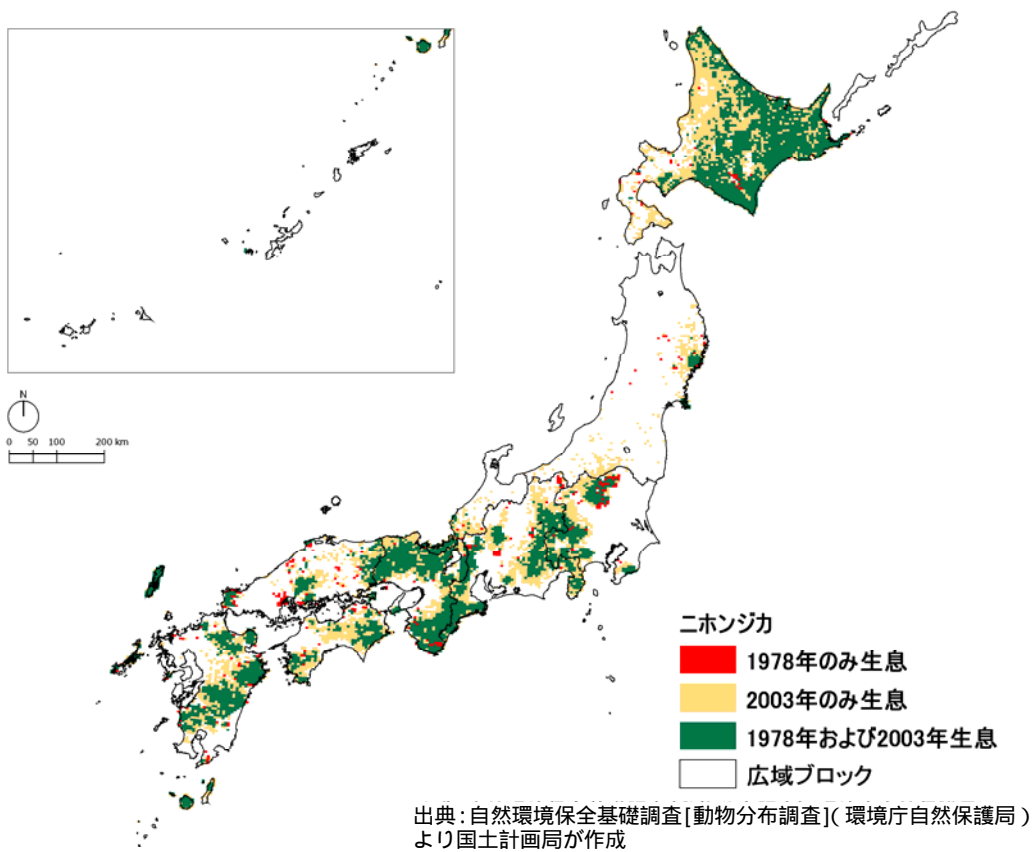 N
0 50 100 200 km
ニホンジカ
1978年のみ生息
2003年のみ生息
1978年および2003年生息
広域ブロック
出典:自然環境保全基礎調査[動物分布調査](環境庁自然保護局)
より国土計画局が作成